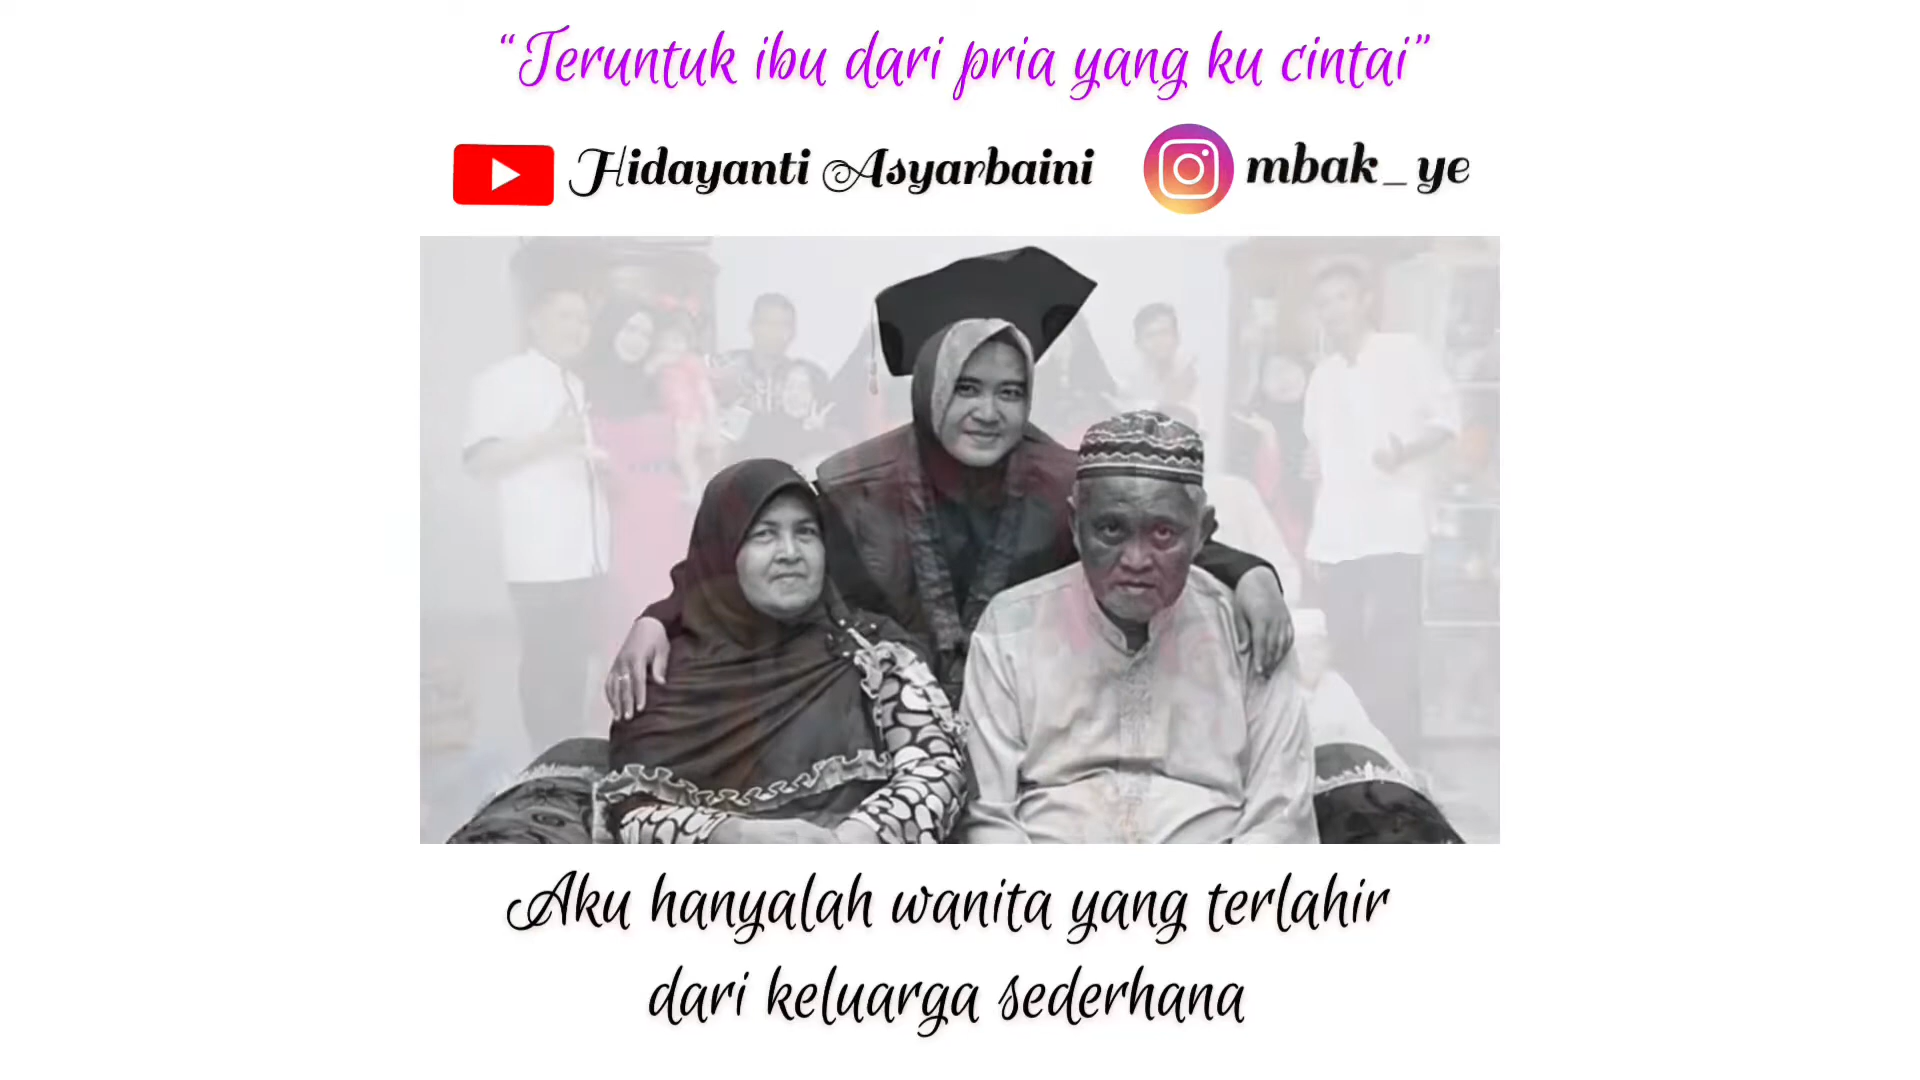 “Teruntuk ibu dari pria yang ku cintai”
Hidayanti Asyarbaini mbak_ye
Aku hanyalah wanita yang terlahir
dari keluarga sederhana